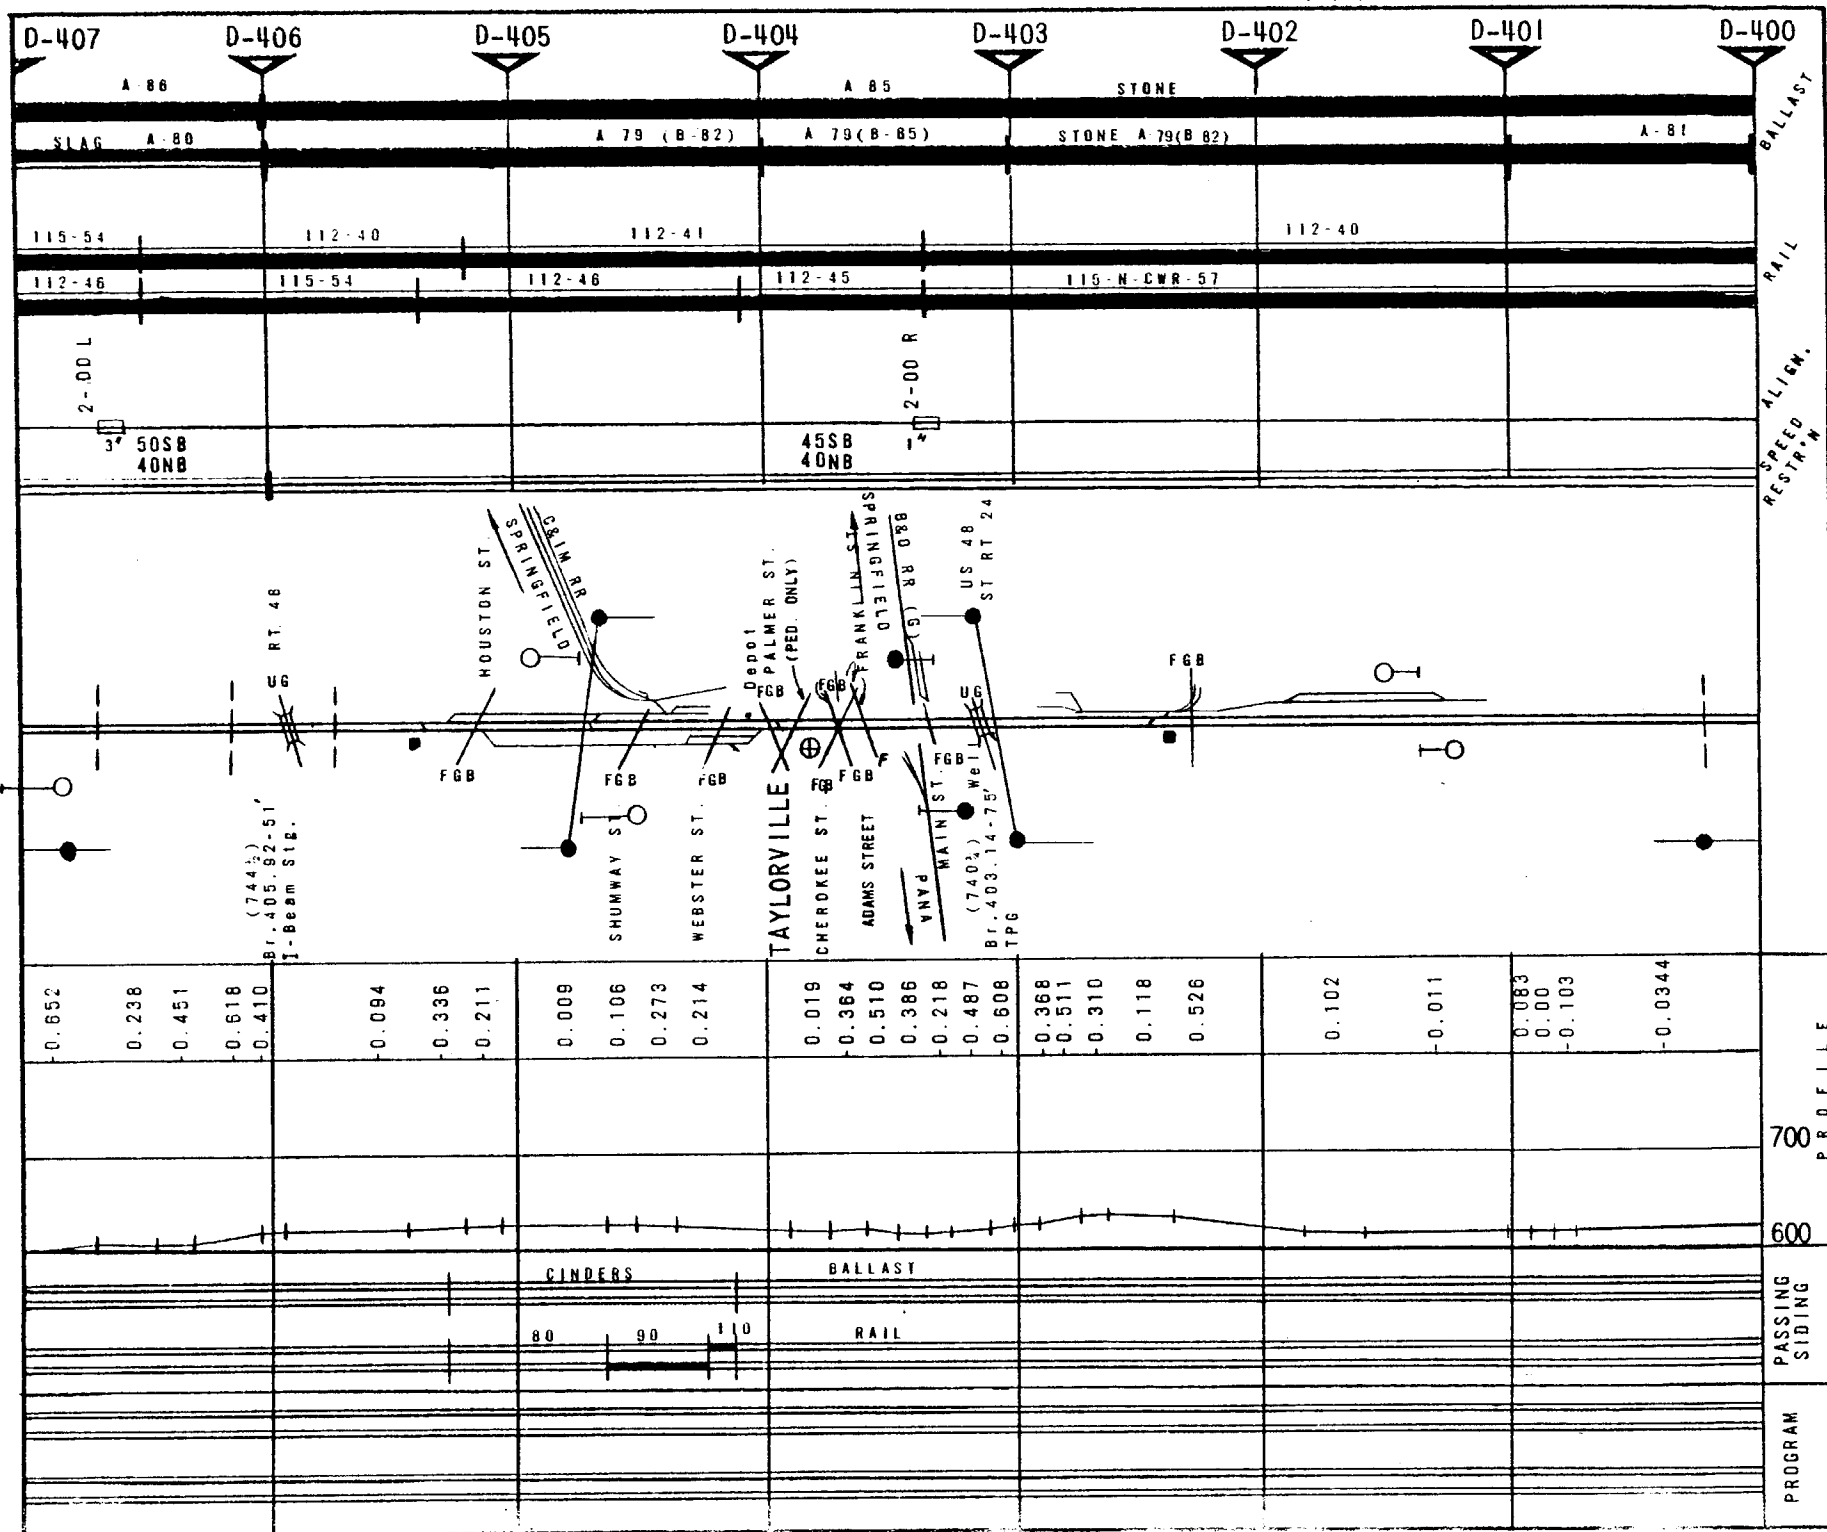 D-407 D-406 D-405 D-404 D-403 D-402 D-401 D-400
A-86 A 85 STONE
BALLAST
SLAG A-80 A 79 (B-82) A 79(B-85) STONE A-79(B 82) A-81
115-54 112-40 112-41 112-40
RAIL
112-46 115-54 112-46 112-45 115-N-CWR-57
2-00 L
2-00 R
ALIGN.
3" 50SB
40NB
45SB
40NB
1"
SPEED
RESTR'N
RT. 48
UG
HOUSTON ST.
SPRINGFIELD
C&IM RR
Depot
PALMER ST.
(PED. ONLY)
FRANKLIN ST.
SPRINGFIELD
B&O RR (G)
US 48
ST RT 24
UG
FGB
FGB
FGB
FGB
FGB
FGB
FGB
FGB
F
FGB
(744½)
Br. 405.92-51'
I-Beam Stg.
SHUMWAY ST.
WEBSTER ST.
TAYLORVILLE
CHEROKEE ST.
ADAMS STREET
PANA
MAIN ST.
Well
(740¾)
Br. 403.14-75'
TPG
-0.652
0.238
-0.451
0.618
-0.410
-0.094
-0.336
-0.211
0.009
0.106
-0.273
-0.214
0.019
-0.364
0.510
-0.386
0.218
-0.487
-0.608
-0.368
-0.511
0.310
0.118
-0.526
0.102
-0.011
0.083
0.00
-0.103
-0.0344
PROFILE
700
600
CINDERS BALLAST
80 90 110 RAIL
PASSING
SIDING
PROGRAM